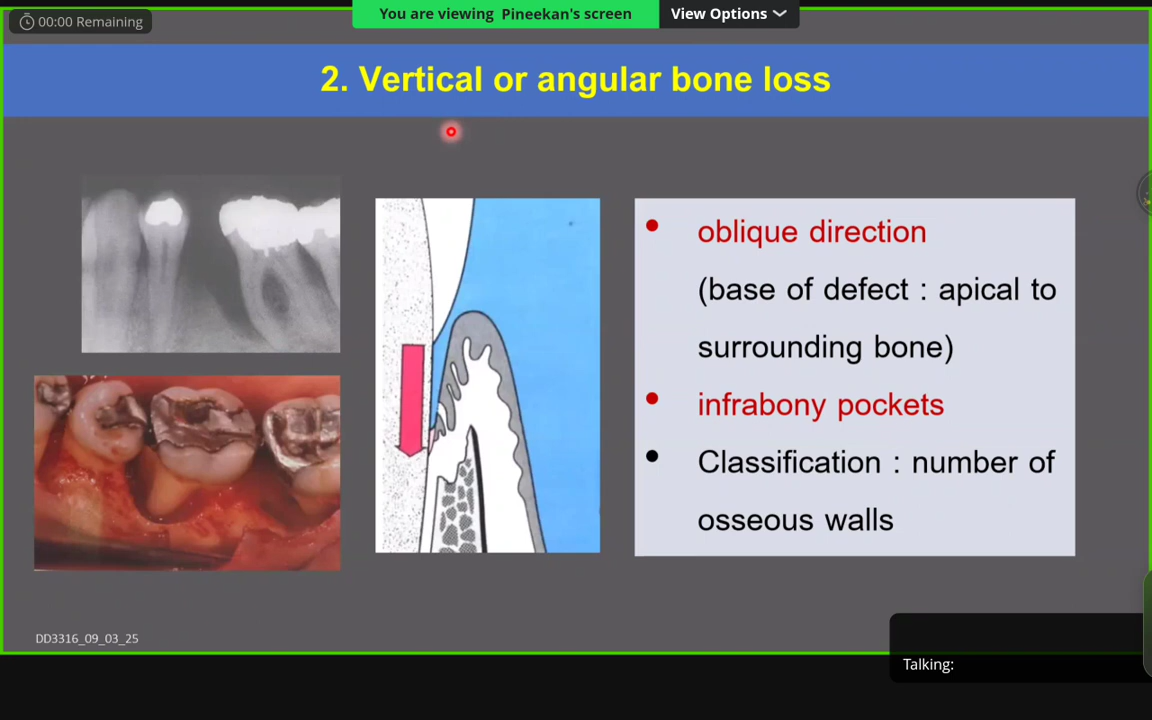 00:00 Remaining
You are viewing Pineekan's screen
View Options
2. Vertical or angular bone loss
• oblique direction
(base of defect : apical to
surrounding bone)
• infrabony pockets
• Classification : number of
osseous walls
DD3316_09_03_25
Talking: